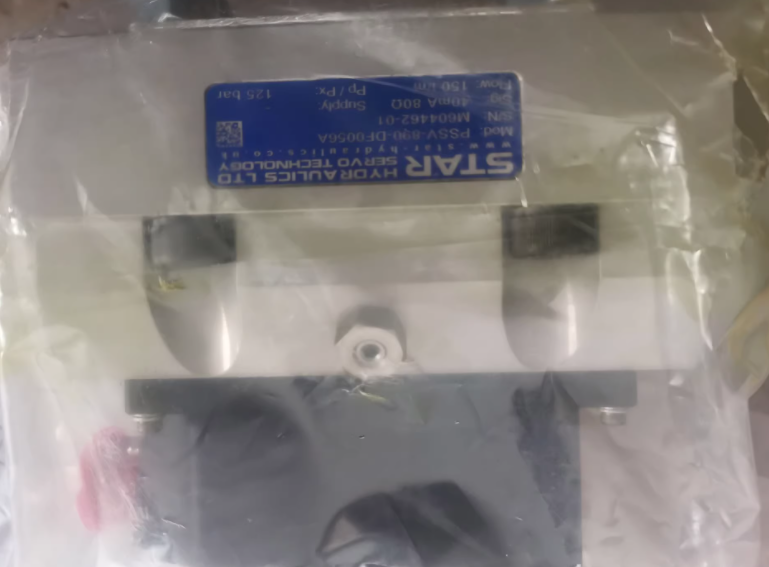 STAR HYDRAULICS LTD
SERVO TECHNOLOGY
www.star-hydraulics.co.uk
Mod: PSSV-890-DF0056A
S/N: M604462-01
Sig: 40mA 80Ω Supply:
Flow: 150 l/m Pp / Px: 125 bar